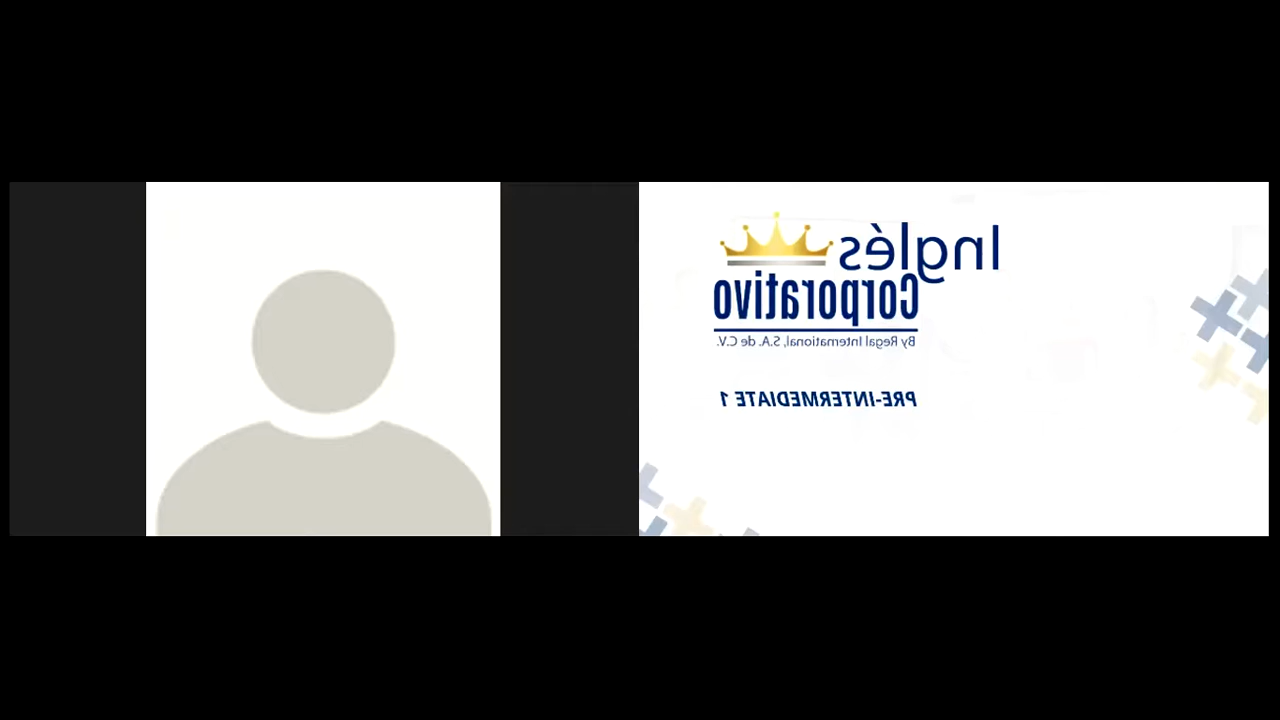 Inglés
Corporativo
By Regal International, S.A. de C.V.
PRE-INTERMEDIATE 1